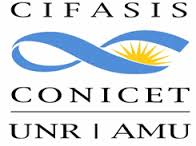 CIFASIS
CONICET
UNR | AMU